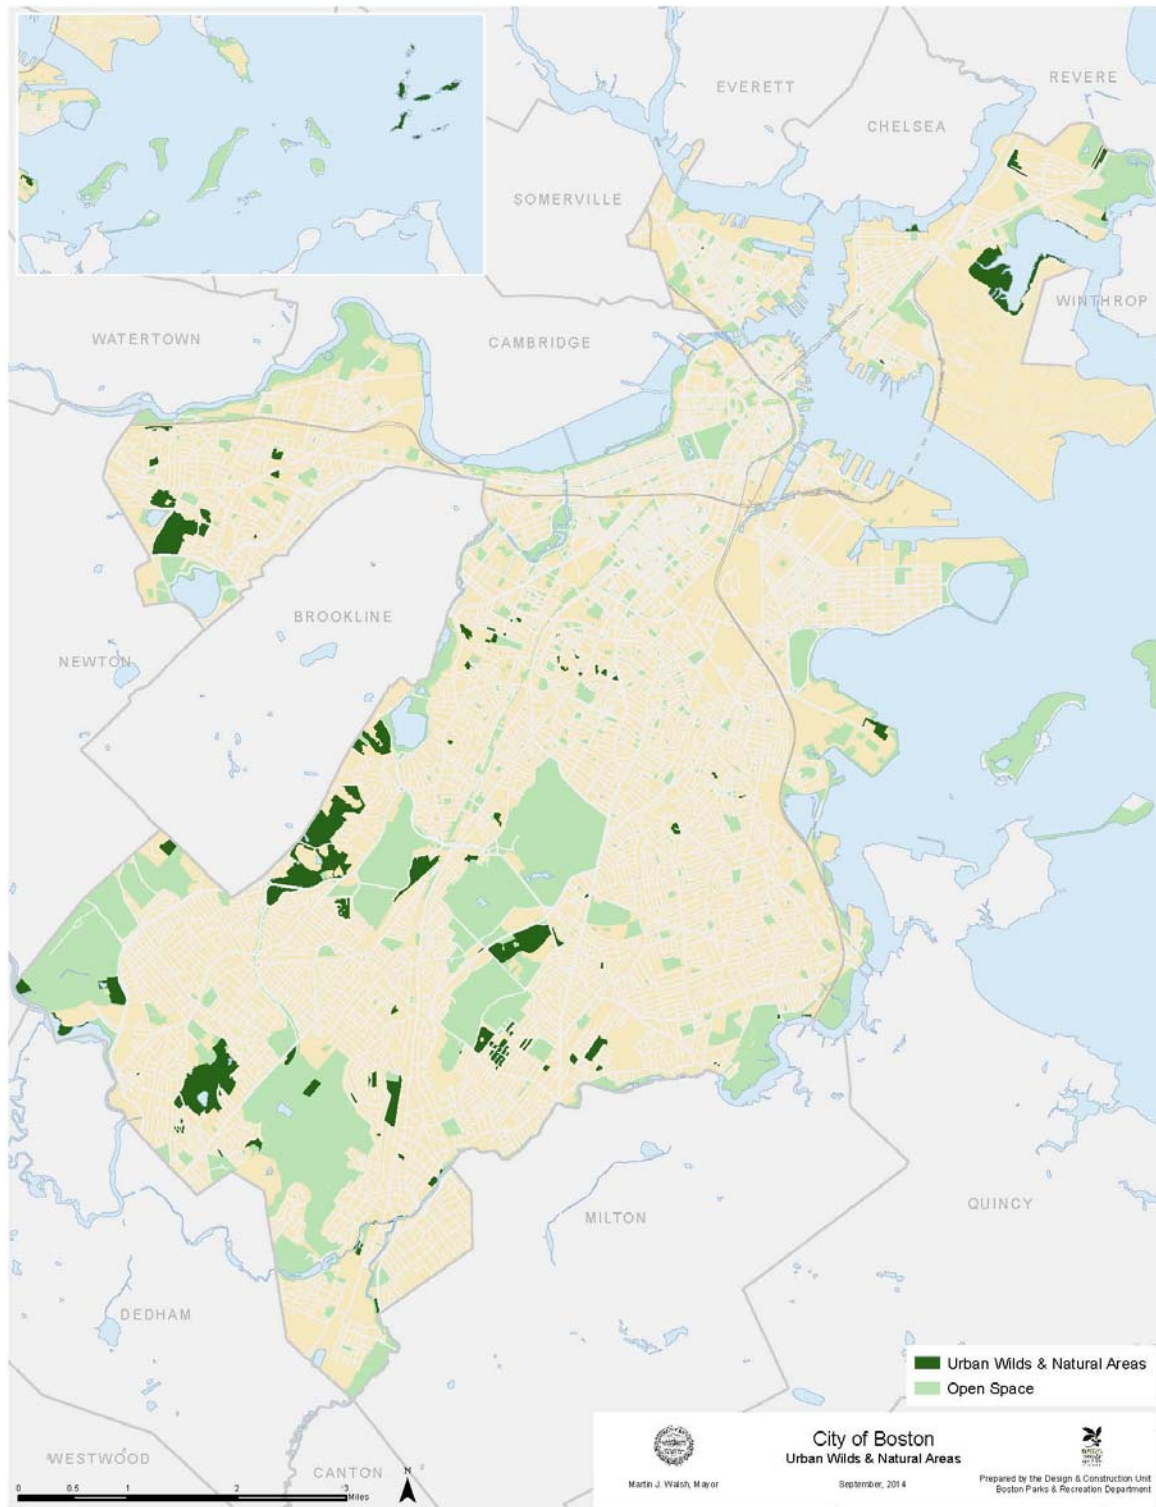 EVERETT
REVERE
CHELSEA
SOMERVILLE
WINTHROP
WATERTOWN
CAMBRIDGE
BROOKLINE
NEWTON
QUINCY
MILTON
DEDHAM
Urban Wilds & Natural Areas
Open Space
WESTWOOD
CANTON
N
0 0.5 1 2 3
Miles
City of Boston
Urban Wilds & Natural Areas
Martin J. Walsh, Mayor
September, 2014
Prepared by the Design & Construction Unit
Boston Parks & Recreation Department